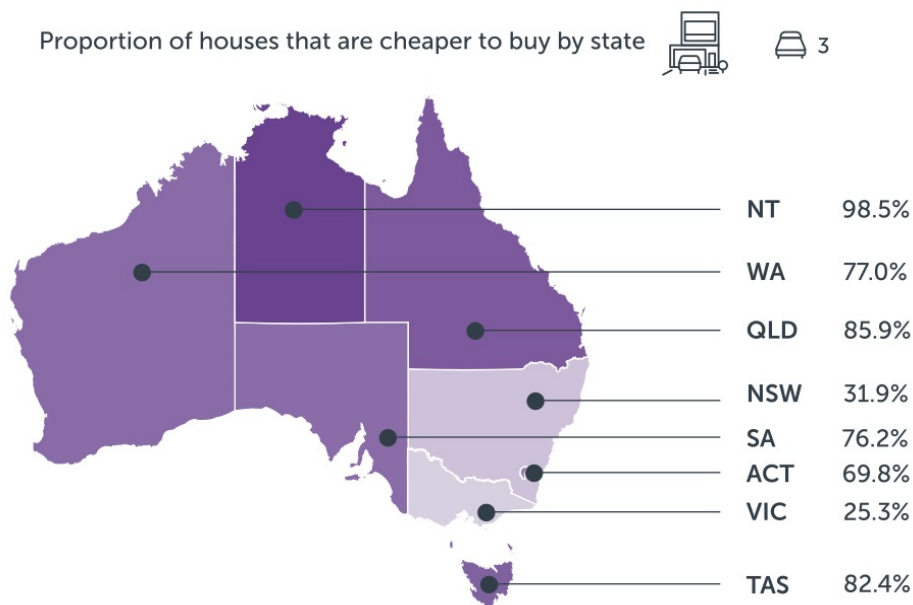 Proportion of houses that are cheaper to buy by state
3
NT 98.5%
WA 77.0%
QLD 85.9%
NSW 31.9%
SA 76.2%
ACT 69.8%
VIC 25.3%
TAS 82.4%